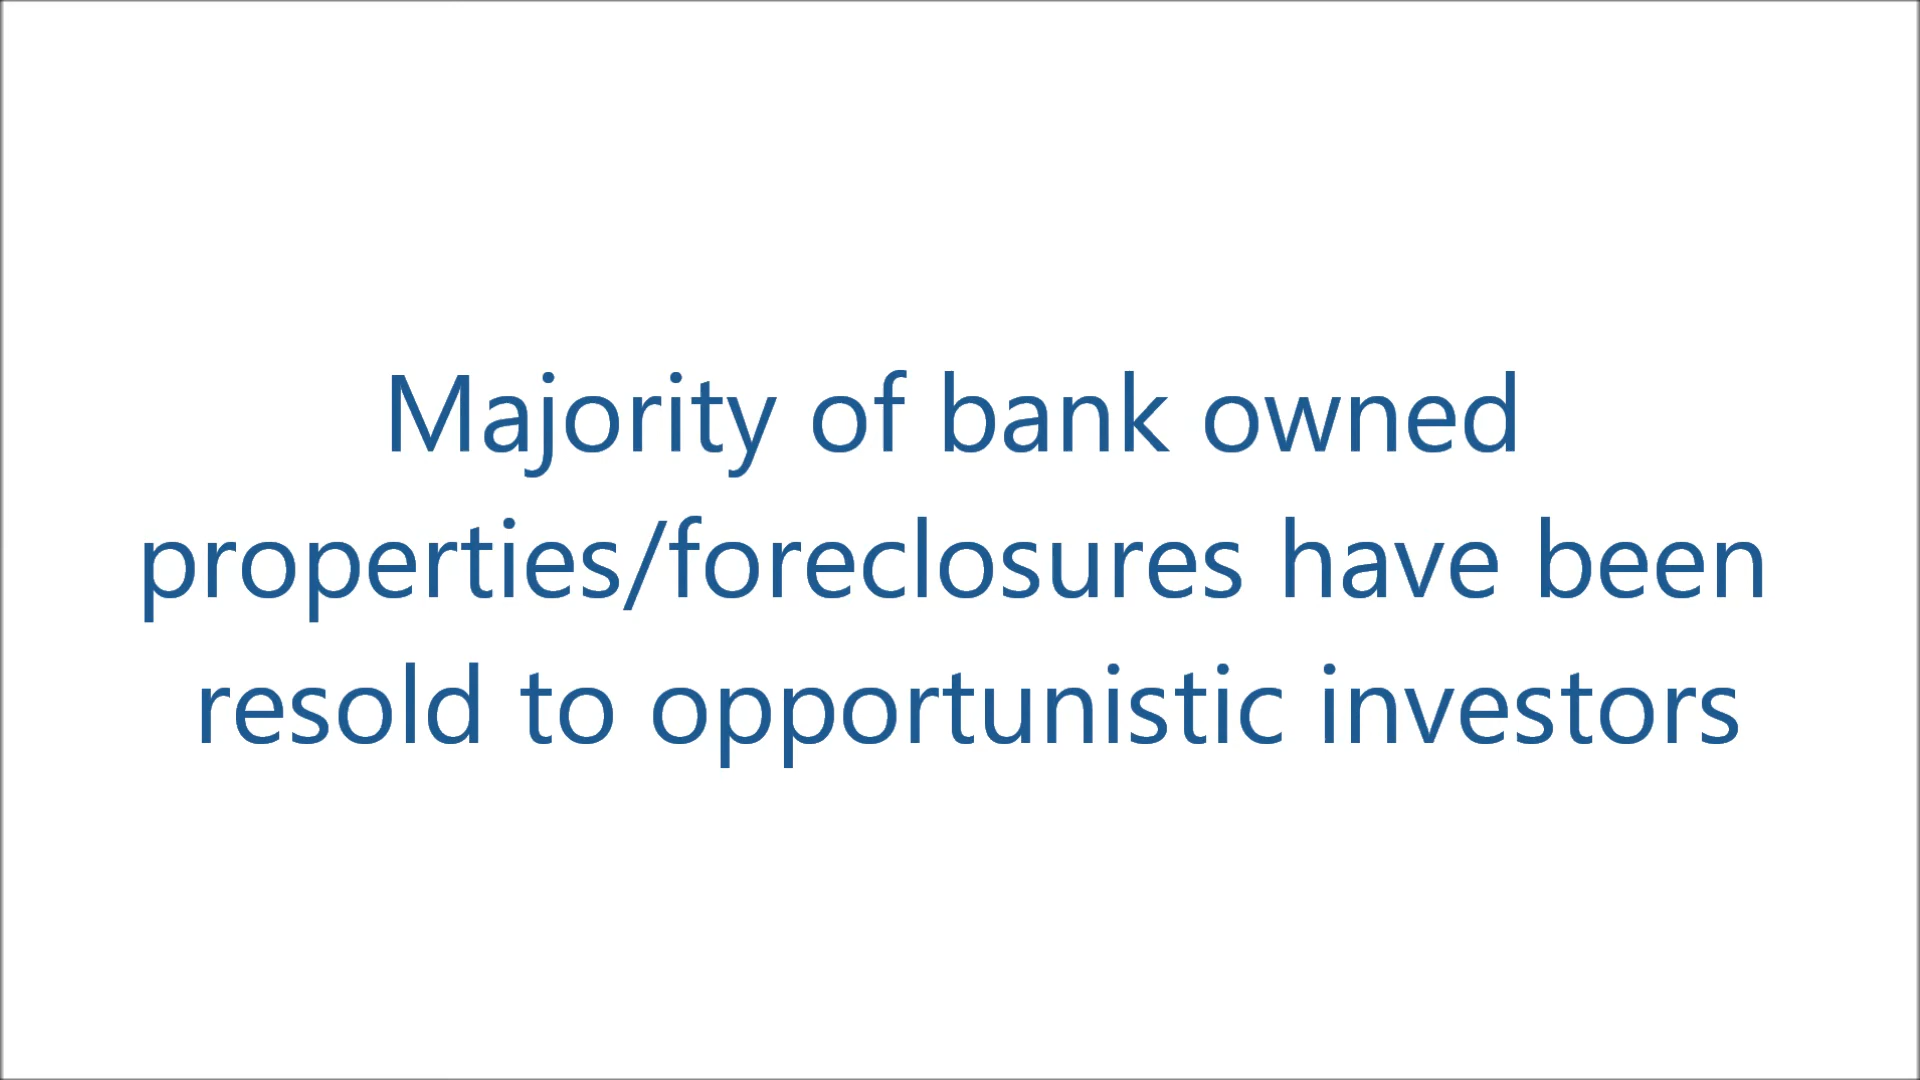 Majority of bank owned
properties/foreclosures have been
resold to opportunistic investors